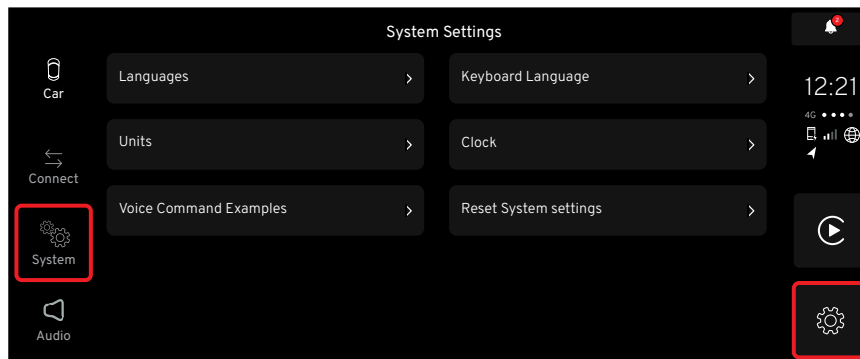 System Settings
2
Car
Languages
Keyboard Language
12:21
4G
Units
Clock
Connect
Voice Command Examples
Reset System settings
System
Audio